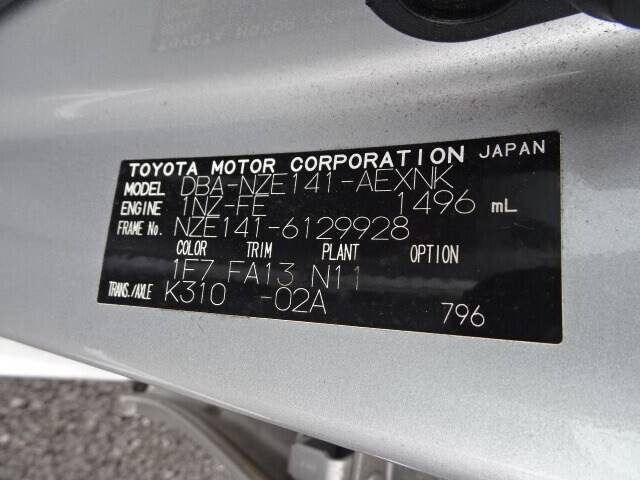 TOYOTA MOTOR CORPORATION JAPAN
MODEL DBA-NZE141-AEXNK
ENGINE 1NZ-FE 1496 mL
FRAME No. NZE141-6129928
COLOR TRIM PLANT OPTION
1F7 FA13 N11
TRANS./AXLE K310 -02A
796